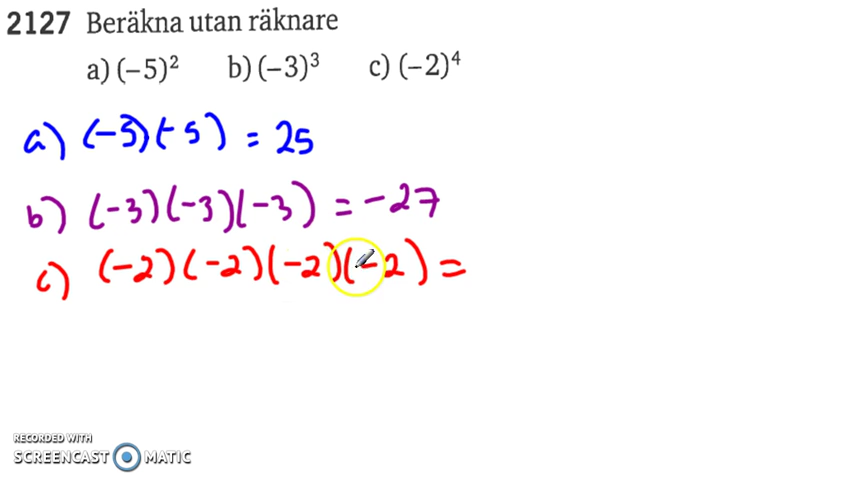 2127 Beräkna utan räknare
a) (−5)² b) (−3)³ c) (−2)⁴
a) (-5)(-5) = 25
b) (-3)(-3)(-3) = -27
c) (-2)(-2)(-2)(-2) =
RECORDED WITH
SCREENCAST MATIC